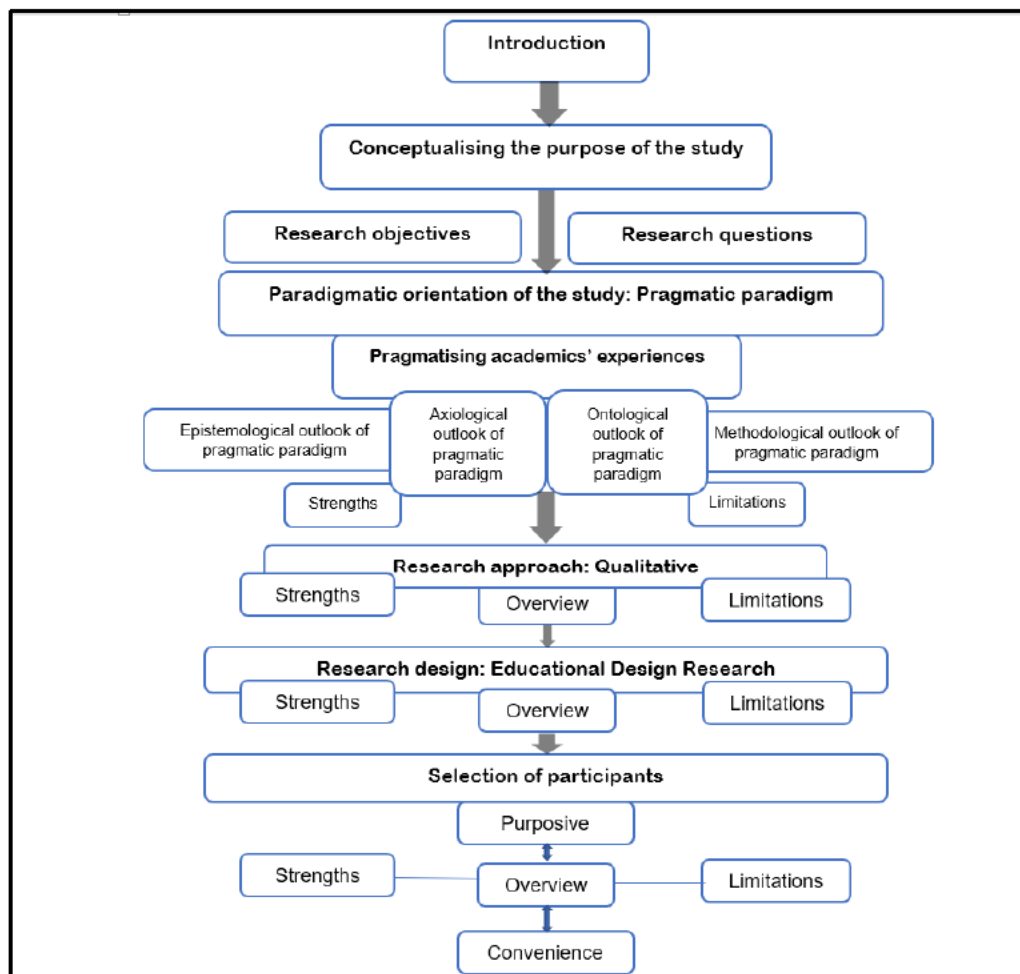 Introduction
Conceptualising the purpose of the study
Research objectives
Research questions
Paradigmatic orientation of the study: Pragmatic paradigm
Pragmatising academics’ experiences
Epistemological outlook of
pragmatic paradigm
Axiological
outlook of
pragmatic
paradigm
Ontological
outlook of
pragmatic
paradigm
Methodological outlook of
pragmatic paradigm
Strengths
Limitations
Research approach: Qualitative
Strengths
Overview
Limitations
Research design: Educational Design Research
Strengths
Overview
Limitations
Selection of participants
Purposive
Strengths
Overview
Limitations
Convenience